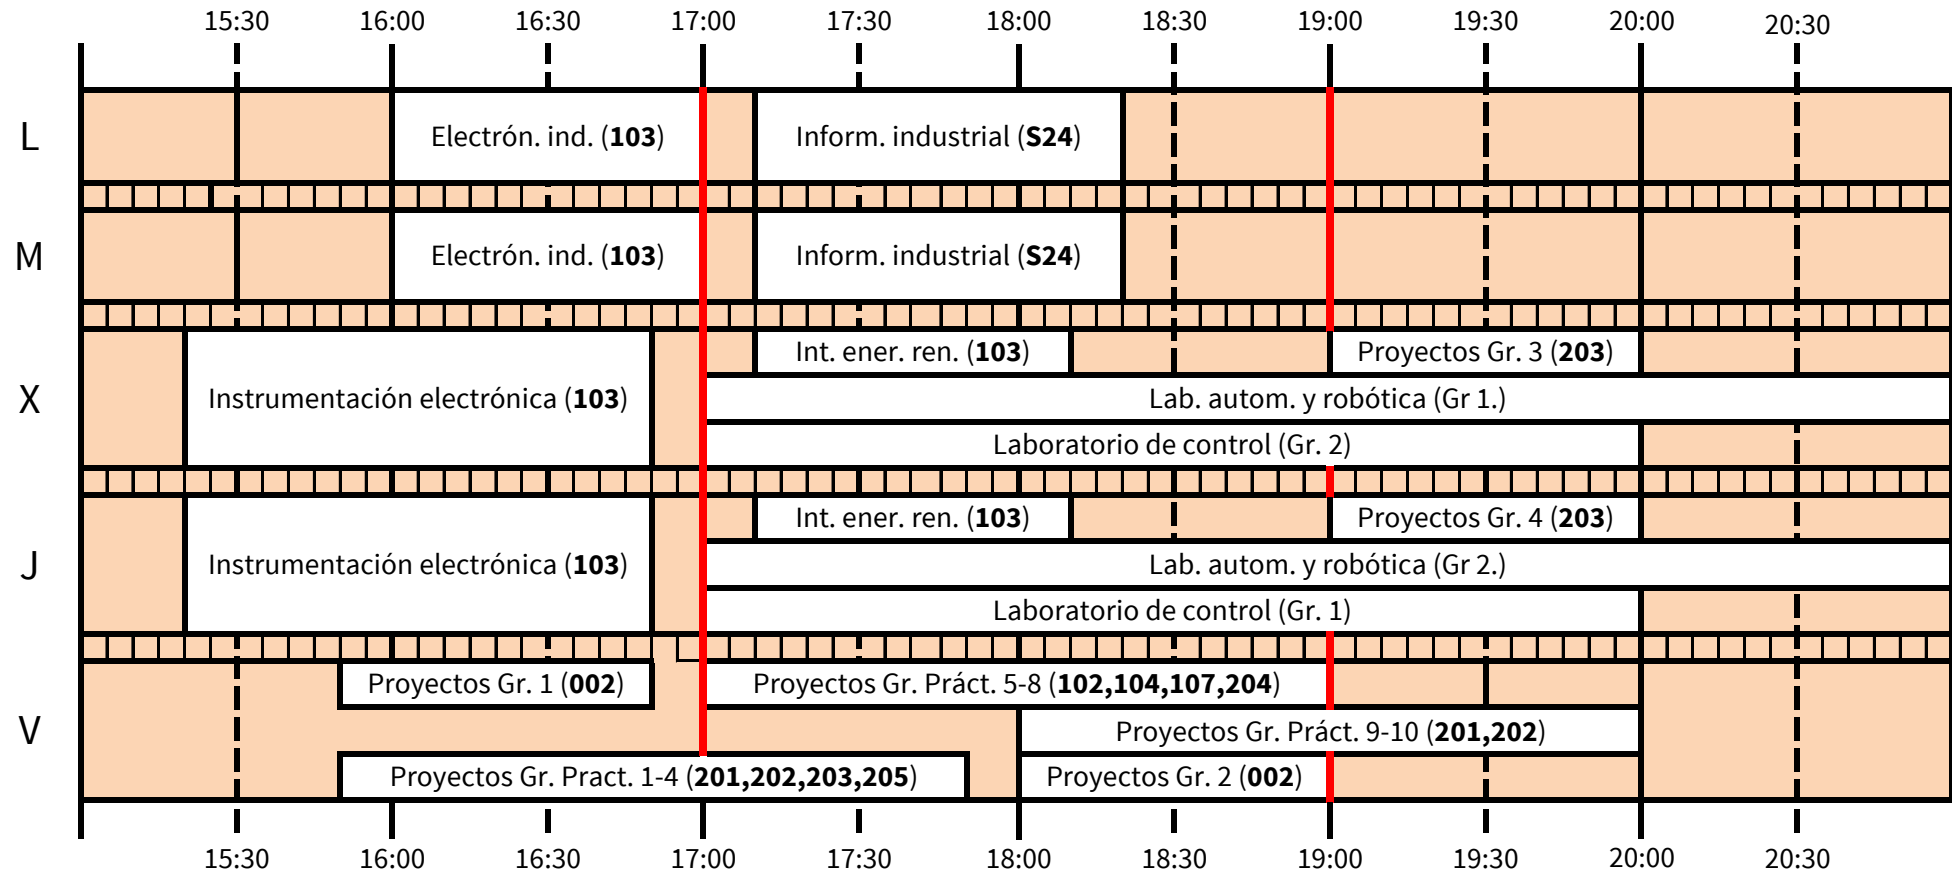 15:30 16:00 16:30 17:00 17:30 18:00 18:30 19:00 19:30 20:00 20:30
L
Electrón. ind. (103)
Inform. industrial (S24)
M
Electrón. ind. (103)
Inform. industrial (S24)
X
Instrumentación electrónica (103)
Int. ener. ren. (103)
Proyectos Gr. 3 (203)
Lab. autom. y robótica (Gr 1.)
Laboratorio de control (Gr. 2)
J
Instrumentación electrónica (103)
Int. ener. ren. (103)
Proyectos Gr. 4 (203)
Lab. autom. y robótica (Gr 2.)
Laboratorio de control (Gr. 1)
V
Proyectos Gr. 1 (002)
Proyectos Gr. Práct. 5-8 (102,104,107,204)
Proyectos Gr. Práct. 9-10 (201,202)
Proyectos Gr. Pract. 1-4 (201,202,203,205)
Proyectos Gr. 2 (002)
15:30 16:00 16:30 17:00 17:30 18:00 18:30 19:00 19:30 20:00 20:30